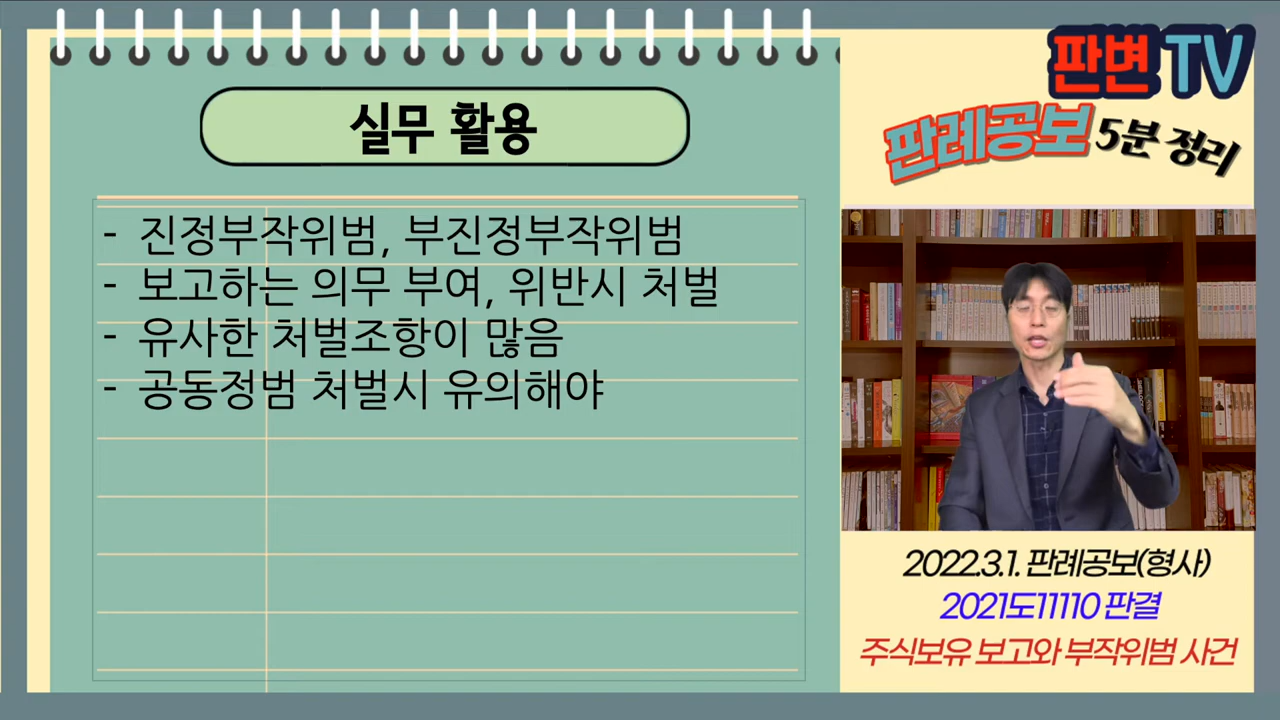 실무 활용
- 진정부작위범, 부진정부작위범
- 보고하는 의무 부여, 위반시 처벌
- 유사한 처벌조항이 많음
- 공동정범 처벌시 유의해야
판변 TV
판례공보 5분 정리
2022.3.1. 판례공보(형사)
2021도11110 판결
주식보유 보고와 부작위범 사건